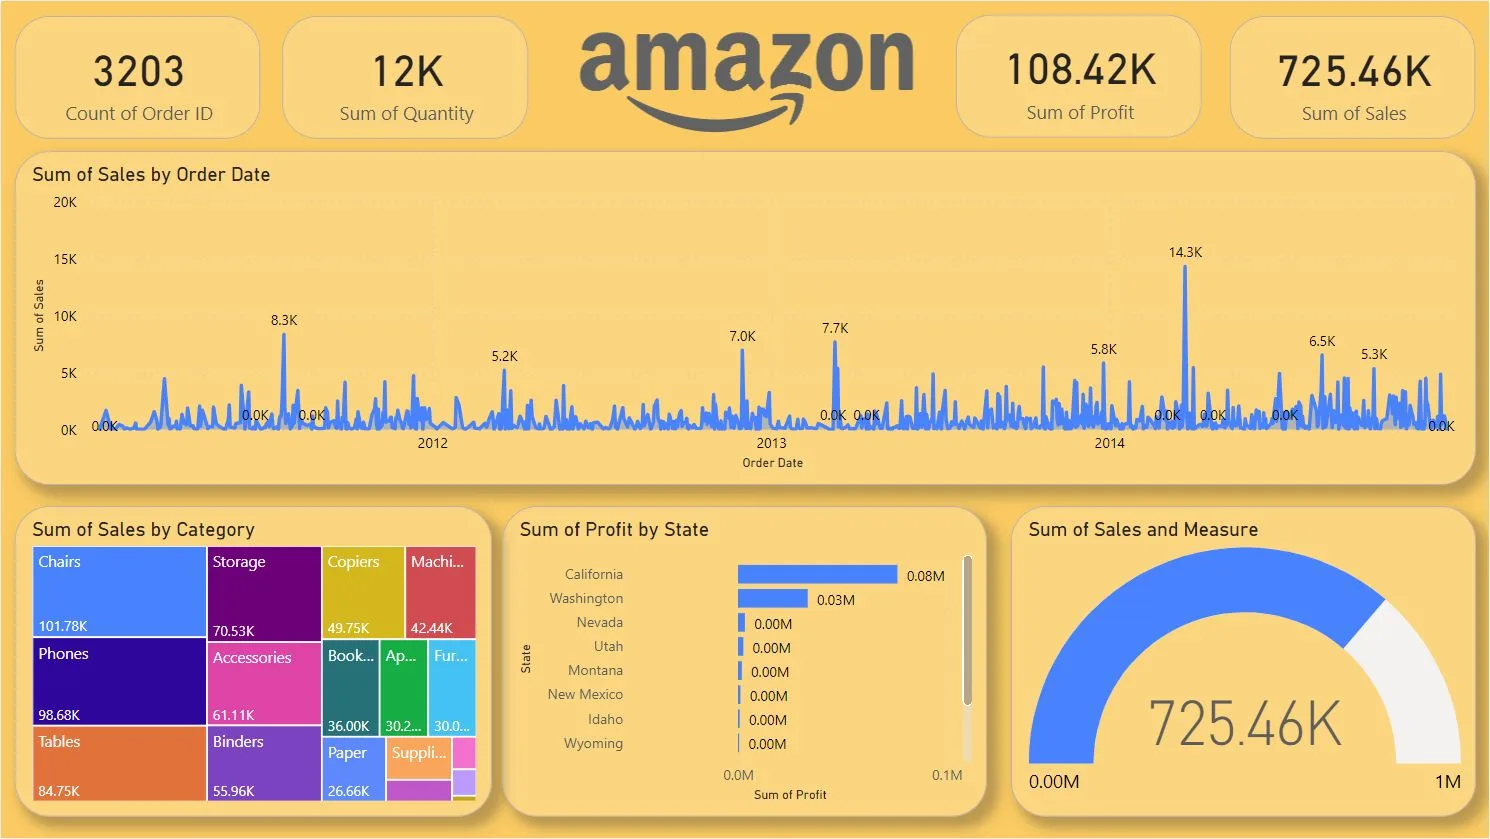 3203
Count of Order ID
12K
Sum of Quantity
amazon
108.42K
Sum of Profit
725.46K
Sum of Sales
Sum of Sales by Order Date
20K
15K
10K
5K
0K
Sum of Sales
0.0K
0.0K
8.3K
0.0K
5.2K
7.0K
7.7K
0.0K
0.0K
5.8K
0.0K
14.3K
0.0K
0.0K
6.5K
5.3K
0.0K
2012
2013
2014
Order Date
Sum of Sales by Category
Chairs
101.78K
Phones
98.68K
Tables
84.75K
Storage
70.53K
Accessories
61.11K
Binders
55.96K
Copiers
49.75K
Machi...
42.44K
Book...
36.00K
Ap...
30.2...
Fur...
30.0...
Paper
26.66K
Suppli...
Sum of Profit by State
State
California 0.08M
Washington 0.03M
Nevada 0.00M
Utah 0.00M
Montana 0.00M
New Mexico 0.00M
Idaho 0.00M
Wyoming 0.00M
0.0M
0.1M
Sum of Profit
Sum of Sales and Measure
725.46K
0.00M
1M